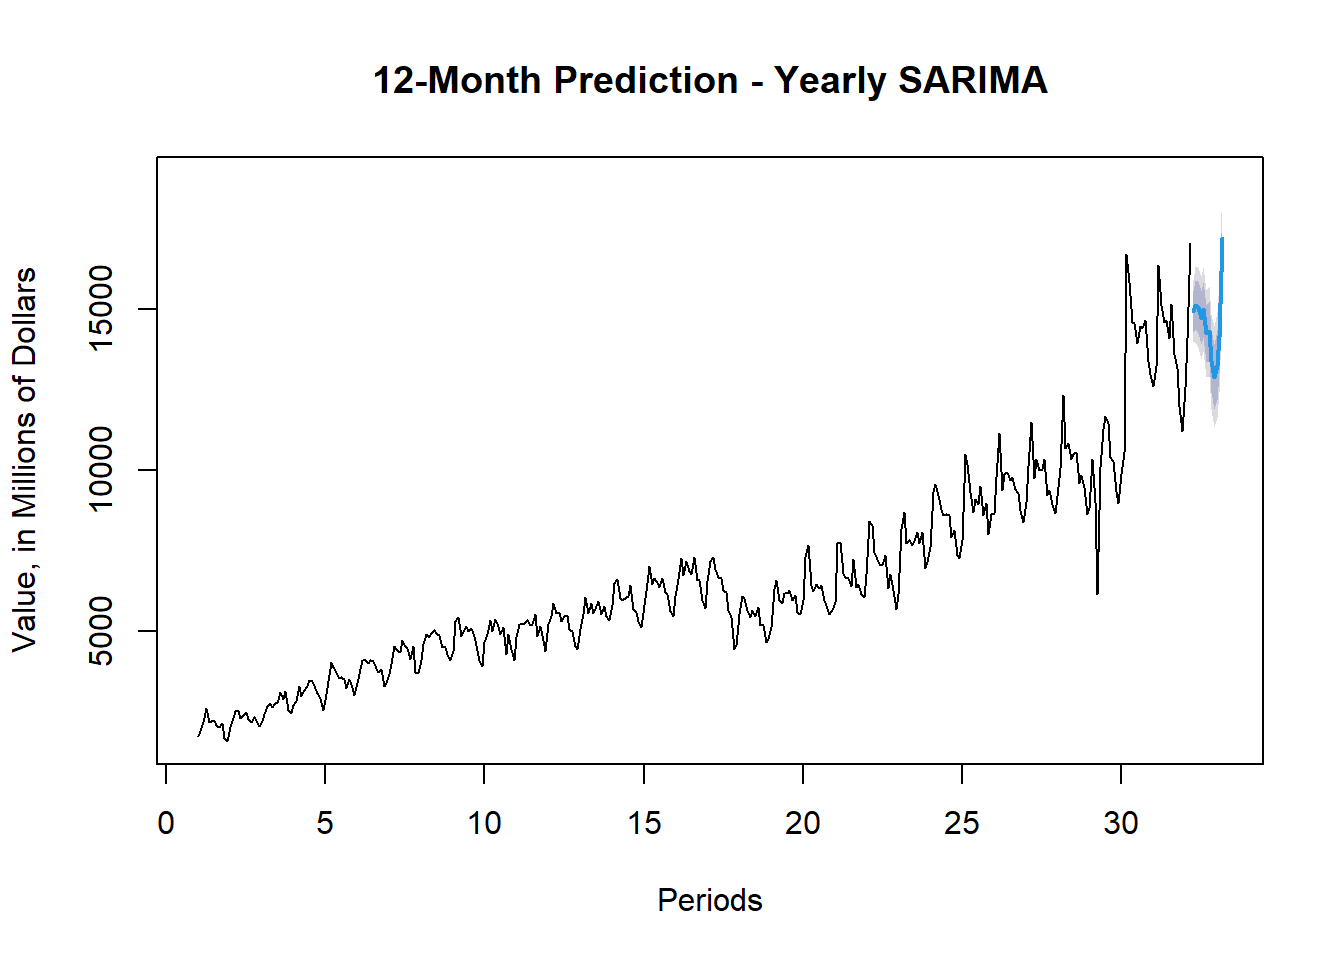 12-Month Prediction - Yearly SARIMA
Value, in Millions of Dollars
15000
10000
5000
0 5 10 15 20 25 30
Periods